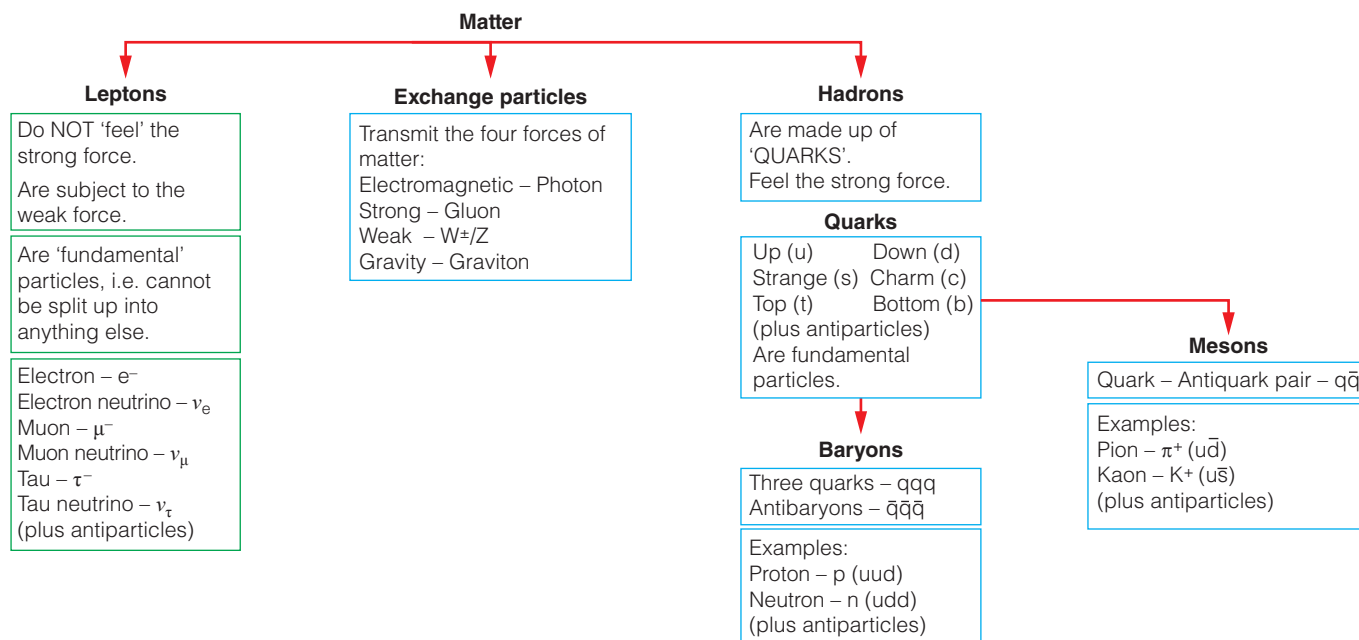 Matter
Leptons
Do NOT ‘feel’ the
strong force.
Are subject to the
weak force.
Are ‘fundamental’
particles, i.e. cannot
be split up into
anything else.
Electron – e⁻
Electron neutrino – νₑ
Muon – μ⁻
Muon neutrino – ν_μ
Tau – τ⁻
Tau neutrino – ν_τ
(plus antiparticles)
Exchange particles
Transmit the four forces of
matter:
Electromagnetic – Photon
Strong – Gluon
Weak – W±/Z
Gravity – Graviton
Hadrons
Are made up of
‘QUARKS’.
Feel the strong force.
Quarks
Up (u) Down (d)
Strange (s) Charm (c)
Top (t) Bottom (b)
(plus antiparticles)
Are fundamental
particles.
Baryons
Three quarks – qqq
Antibaryons – q̄q̄q̄
Examples:
Proton – p (uud)
Neutron – n (udd)
(plus antiparticles)
Mesons
Quark – Antiquark pair – qq̄
Examples:
Pion – π⁺ (ud̄)
Kaon – K⁺ (us̄)
(plus antiparticles)